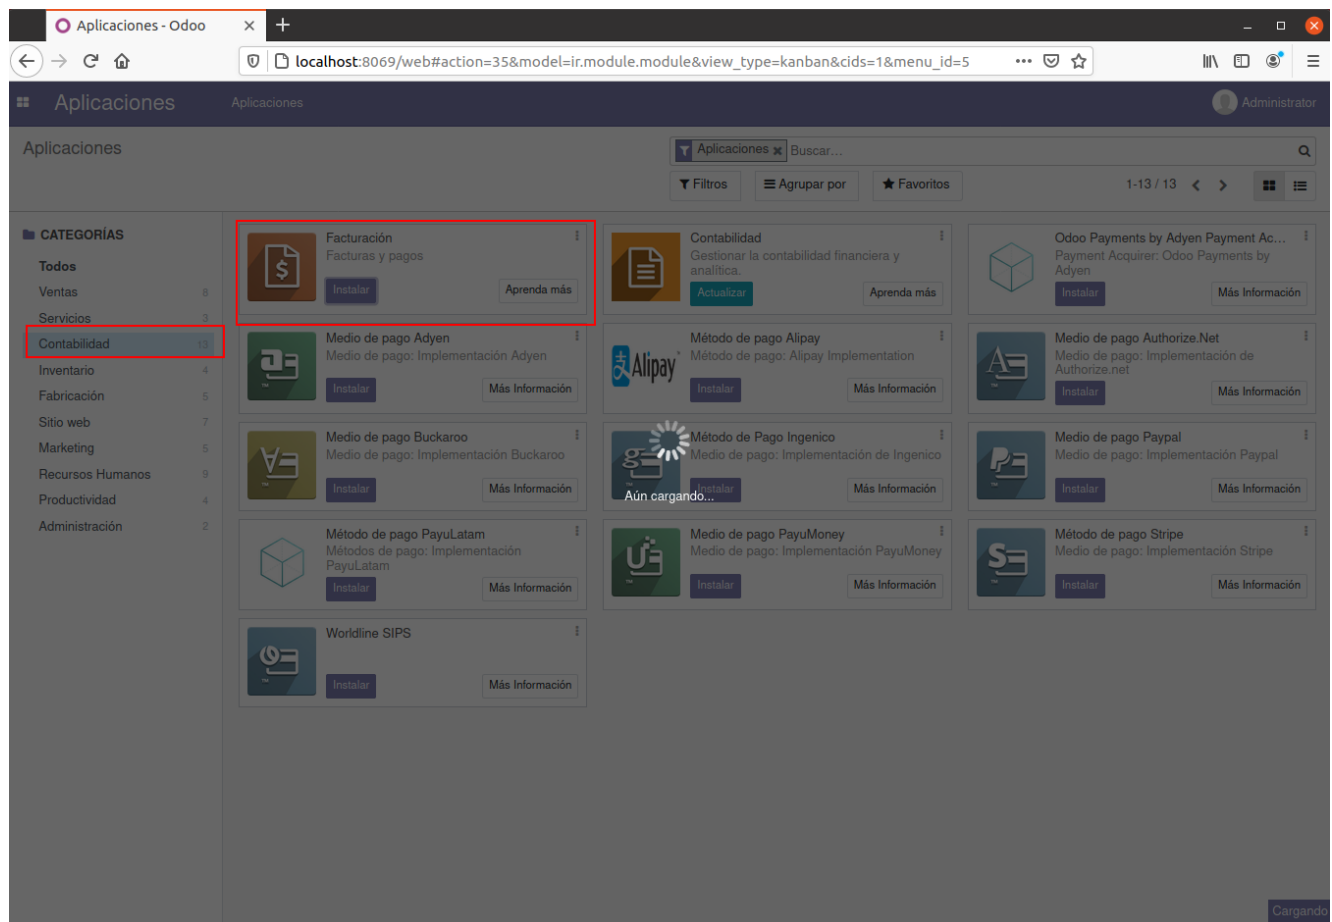 Aplicaciones - Odoo
localhost:8069/web#action=35&model=ir.module.module&view_type=kanban&cids=1&menu_id=5
Aplicaciones
Aplicaciones
Administrator
Aplicaciones
Aplicaciones
Buscar...
Filtros
Agrupar por
Favoritos
1-13 / 13
CATEGORÍAS
Todos
Ventas 8
Servicios 3
Contabilidad 13
Inventario 4
Fabricación 5
Sitio web 7
Marketing 5
Recursos Humanos 9
Productividad 4
Administración 2
Facturación
Facturas y pagos
Instalar
Aprenda más
Contabilidad
Gestionar la contabilidad financiera y
analítica.
Actualizar
Aprenda más
Odoo Payments by Adyen Payment Ac...
Payment Acquirer: Odoo Payments by
Adyen
Instalar
Más Información
Medio de pago Adyen
Medio de pago: Implementación Adyen
Instalar
Más Información
Alipay
Método de pago Alipay
Método de pago: Alipay Implementation
Instalar
Más Información
Medio de pago Authorize.Net
Medio de pago: Implementación de
Authorize.net
Instalar
Más Información
Medio de pago Buckaroo
Medio de pago: Implementación Buckaroo
Instalar
Más Información
Método de Pago Ingenico
Medio de pago: Implementación de Ingenico
Instalar
Más Información
Aún cargando...
Medio de pago Paypal
Medio de pago: Implementación Paypal
Instalar
Más Información
Método de pago PayuLatam
Métodos de pago: Implementación
PayuLatam
Instalar
Más Información
Medio de pago PayuMoney
Medio de pago: Implementación PayuMoney
Instalar
Más Información
Método de pago Stripe
Medio de pago: Implementación Stripe
Instalar
Más Información
Worldline SIPS
Instalar
Más Información
Cargando